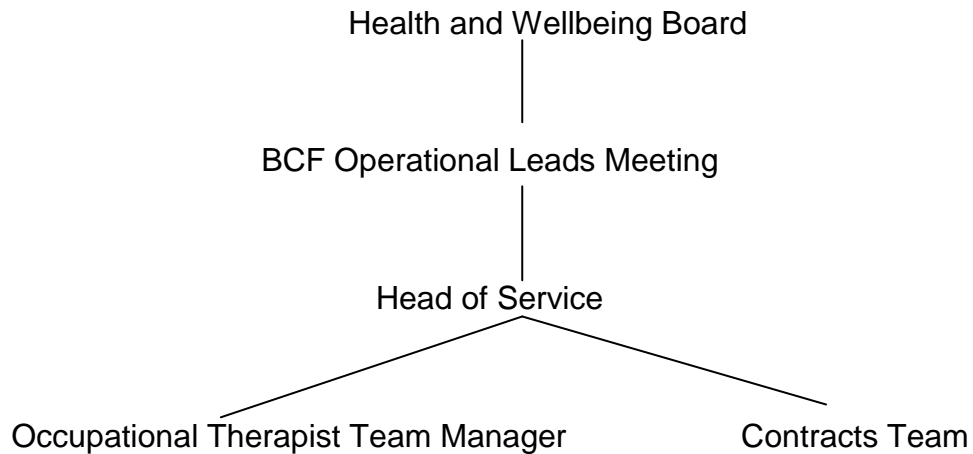 Health and Wellbeing Board
BCF Operational Leads Meeting
Head of Service
Occupational Therapist Team Manager
Contracts Team